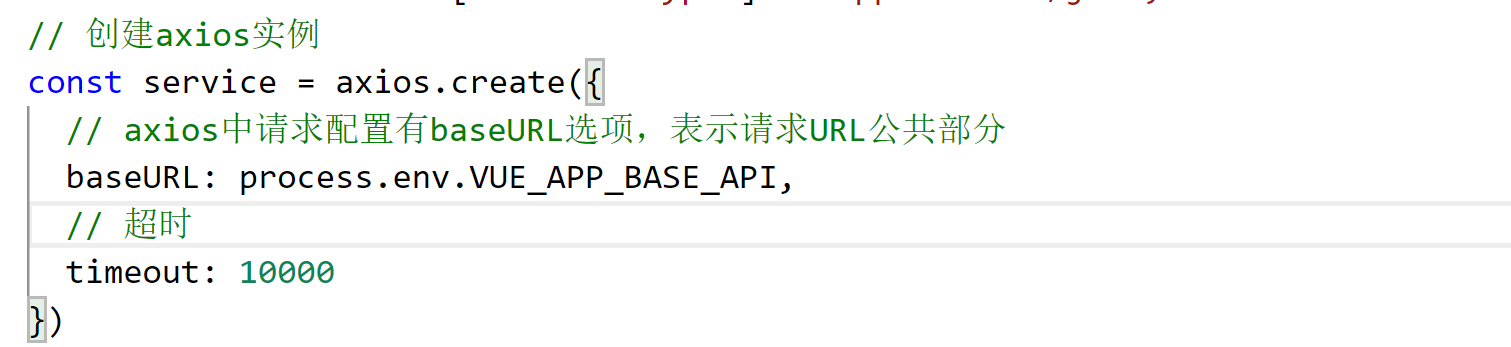 // 创建axios实例
const service = axios.create({
// axios中请求配置有baseURL选项，表示请求URL公共部分
baseURL: process.env.VUE_APP_BASE_API,
// 超时
timeout: 10000
})